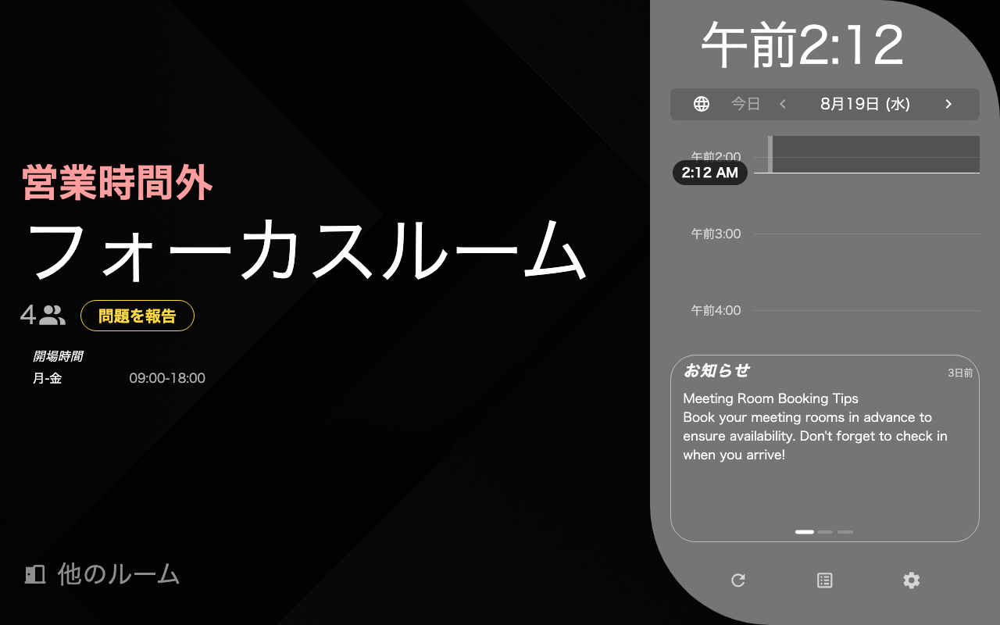 営業時間外
フォーカスルーム
4
問題を報告
開場時間
月-金 09:00-18:00
他のルーム
午前2:12
今日 8月19日 (水)
午前2:00
2:12 AM
午前3:00
午前4:00
お知らせ 3日前
Meeting Room Booking Tips
Book your meeting rooms in advance to
ensure availability. Don't forget to check in
when you arrive!